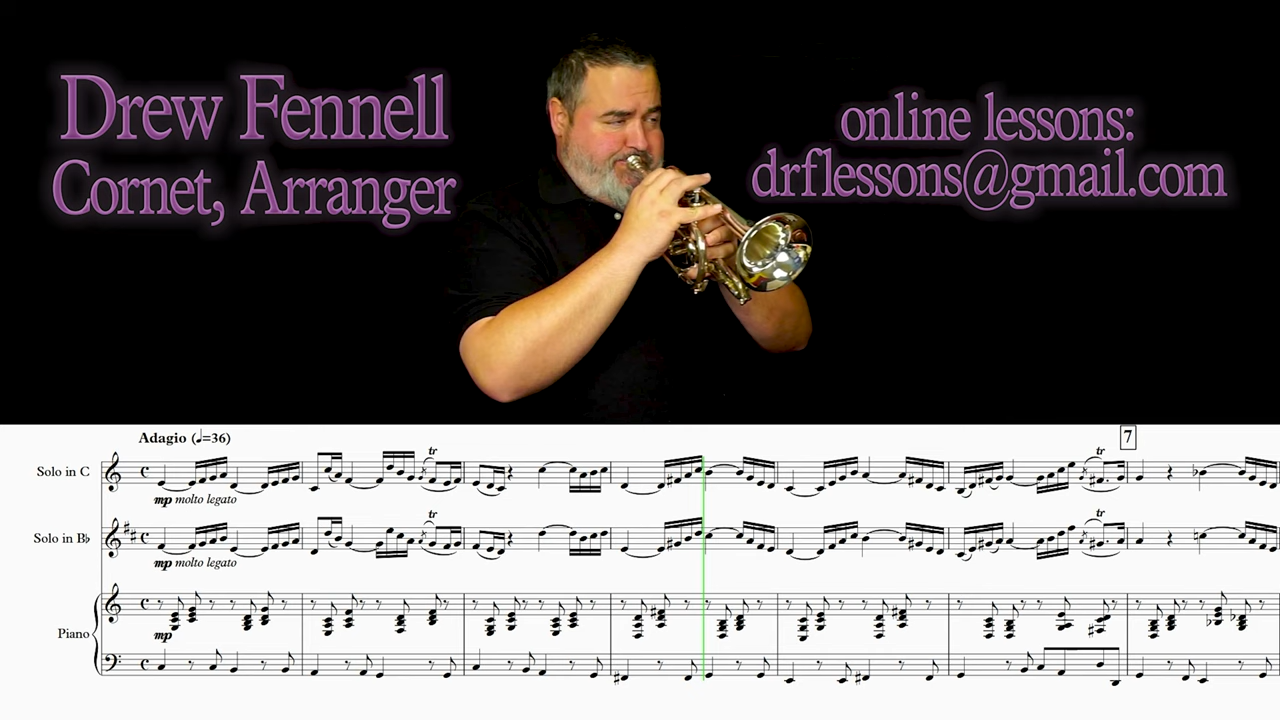 Drew Fennell
Cornet, Arranger
online lessons:
drflessons@gmail.com
Adagio (♩=36)
7
Solo in C
tr
tr
mp molto legato
Solo in B♭
tr
tr
mp molto legato
Piano
mp